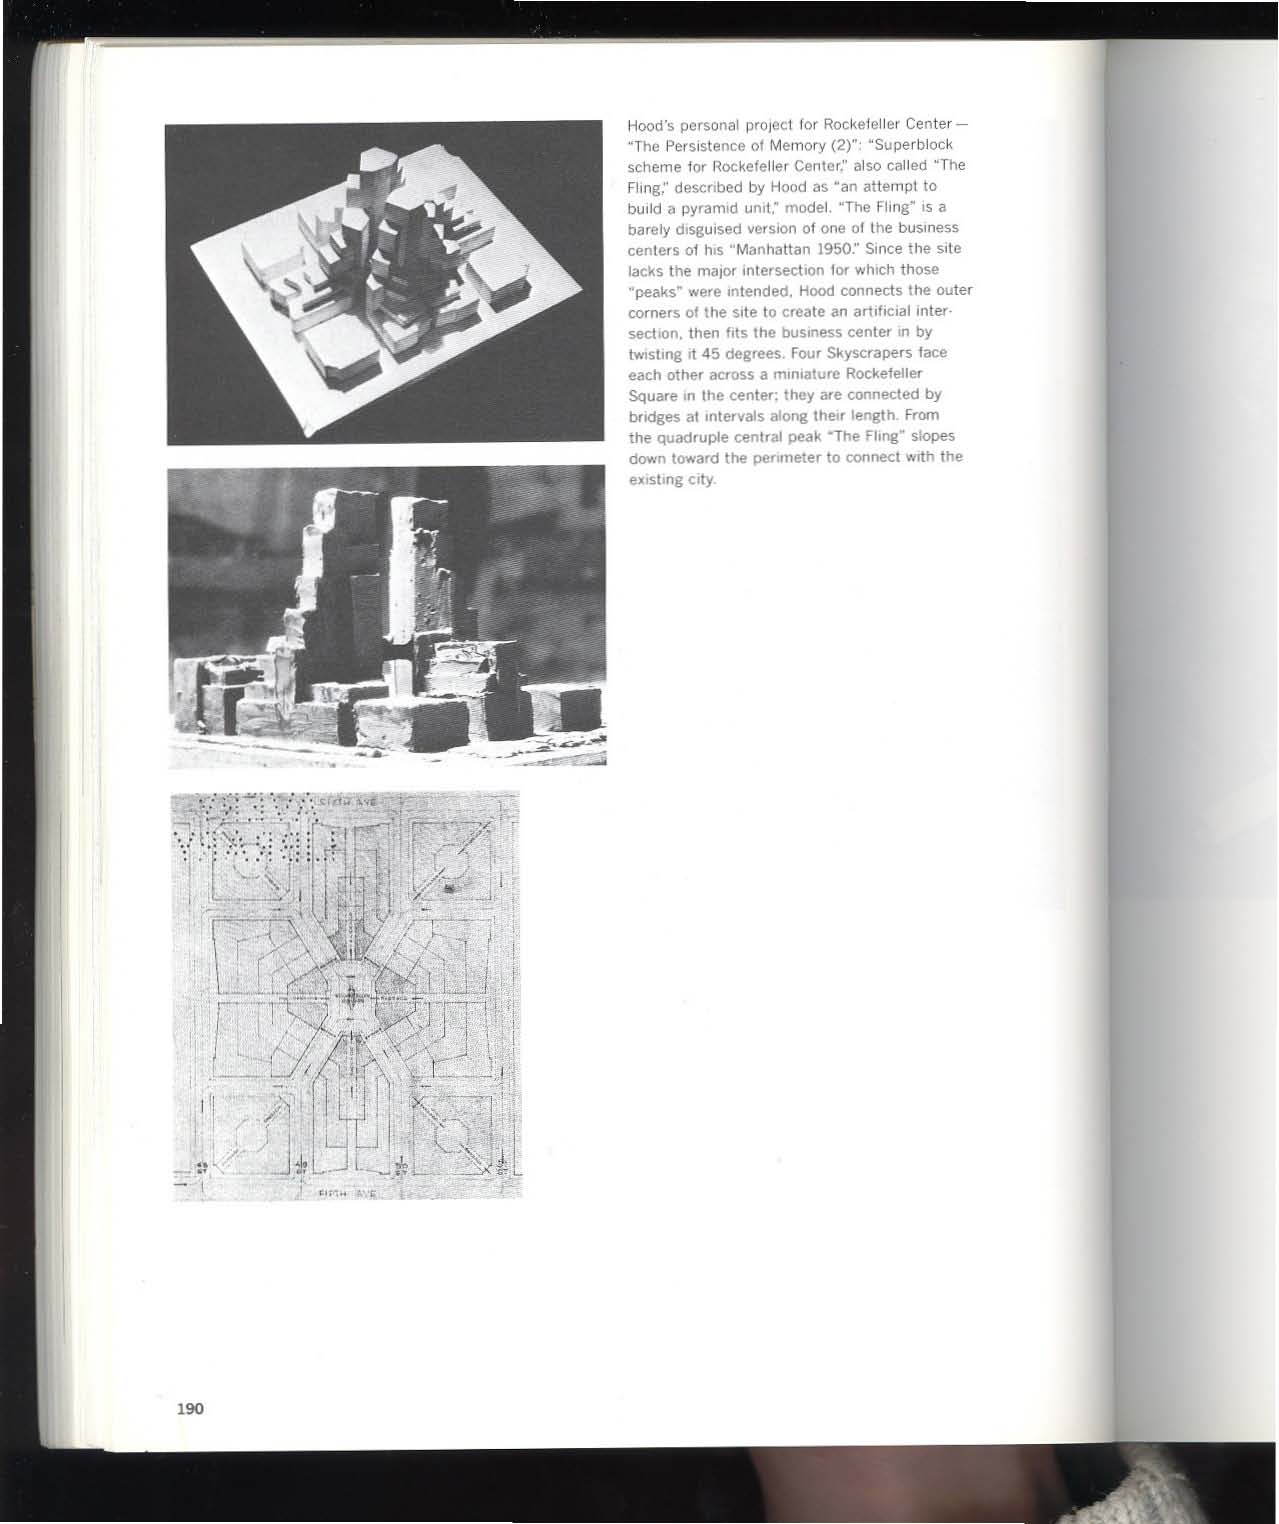 Hood's personal project for Rockefeller Center —
"The Persistence of Memory (2)": "Superblock
scheme for Rockefeller Center," also called "The
Fling," described by Hood as "an attempt to
build a pyramid unit," model. "The Fling" is a
barely disguised version of one of the business
centers of his "Manhattan 1950." Since the site
lacks the major intersection for which those
"peaks" were intended, Hood connects the outer
corners of the site to create an artificial inter-
section, then fits the business center in by
twisting it 45 degrees. Four Skyscrapers face
each other across a miniature Rockefeller
Square in the center; they are connected by
bridges at intervals along their length. From
the quadruple central peak "The Fling" slopes
down toward the perimeter to connect with the
existing city.
SIXTH AVE
FIFTH AVE
190